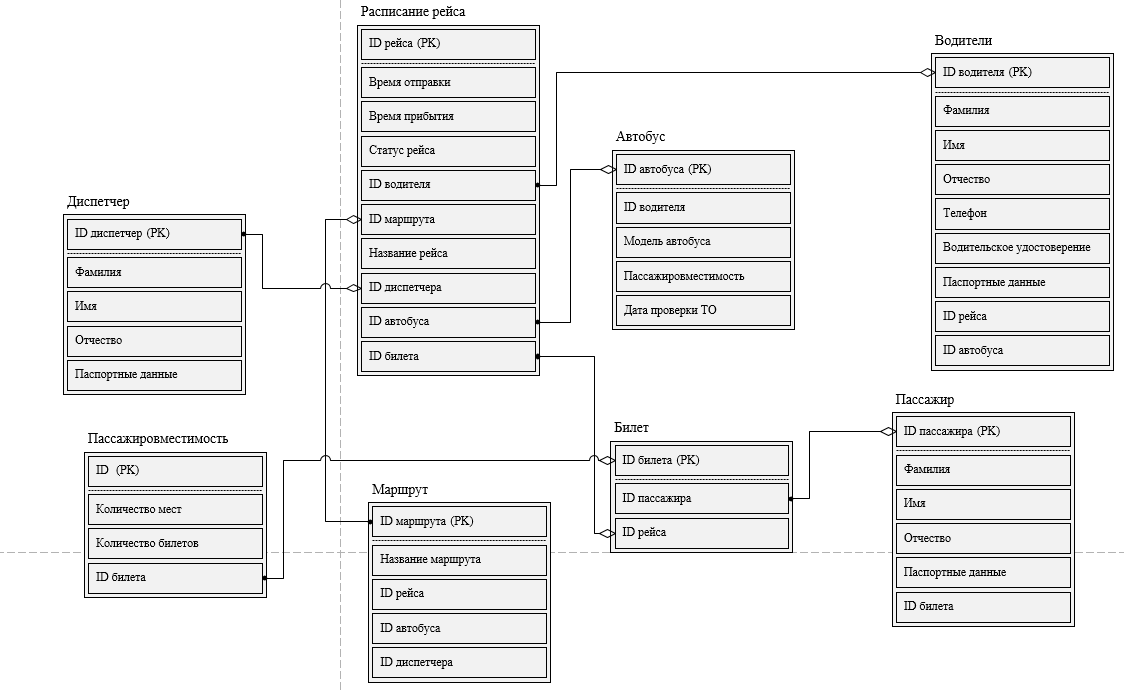 Расписание рейса
ID рейса (PK)
Время отправки
Время прибытия
Статус рейса
ID водителя
ID маршрута
Название рейса
ID диспетчера
ID автобуса
ID билета
Водители
ID водителя (PK)
Фамилия
Имя
Отчество
Телефон
Водительское удостоверение
Паспортные данные
ID рейса
ID автобуса
Автобус
ID автобуса (PK)
ID водителя
Модель автобуса
Пассажировместимость
Дата проверки ТО
Диспетчер
ID диспетчер (PK)
Фамилия
Имя
Отчество
Паспортные данные
Пассажировместимость
ID (PK)
Количество мест
Количество билетов
ID билета
Маршрут
ID маршрута (PK)
Название маршрута
ID рейса
ID автобуса
ID диспетчера
Билет
ID билета (PK)
ID пассажира
ID рейса
Пассажир
ID пассажира (PK)
Фамилия
Имя
Отчество
Паспортные данные
ID билета